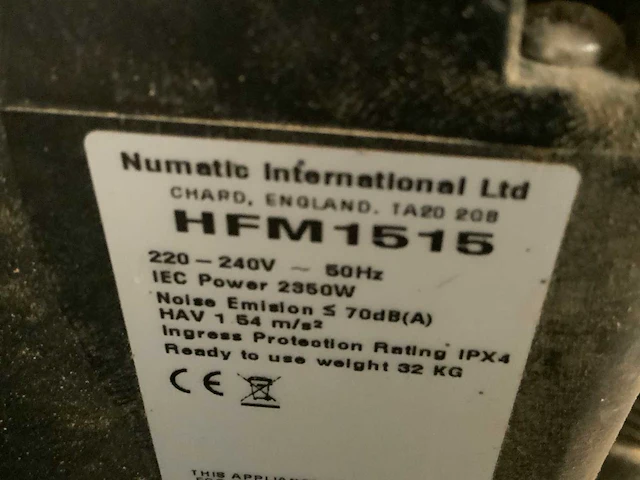 Numatic International Ltd
CHARD, ENGLAND. TA20 2GB
HFM1515
220 – 240V ~ 50Hz
IEC Power 2350W
Noise Emision ≤ 70dB(A)
HAV 1.54 m/s²
Ingress Protection Rating IPX4
Ready to use weight 32 KG
CE
THIS